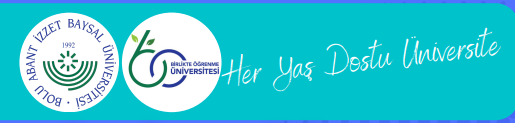 BOLU ABANT İZZET BAYSAL ÜNİVERSİTESİ
1992
60
BİRLİKTE ÖĞRENME
ÜNİVERSİTESİ
Her Yaş Dostu Üniversite